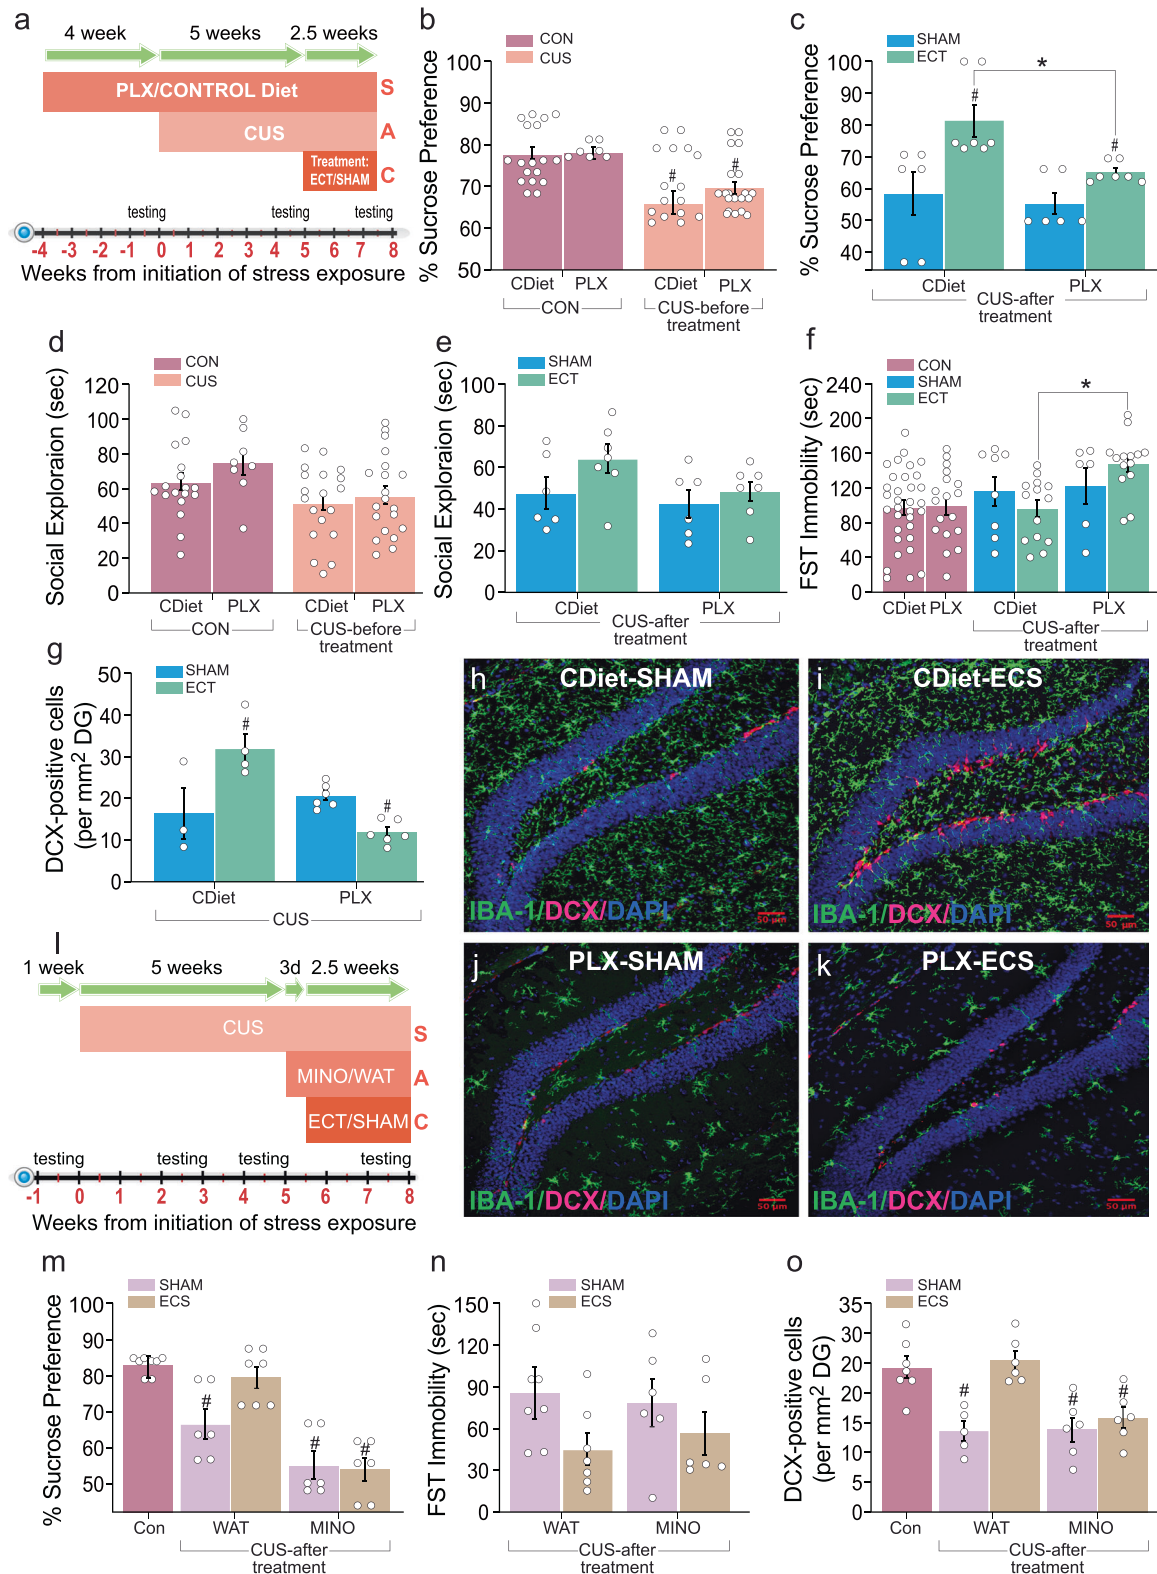 a
4 week
5 weeks
2.5 weeks
PLX/CONTROL Diet
S
CUS
A
Treatment:
ECT/SHAM
C
testing
testing
testing
-4 -3 -2 -1 0 1 2 3 4 5 6 7 8
Weeks from initiation of stress exposure
b
CON
CUS
% Sucrose Preference
100
90
80
70
60
50
#
#
CDiet PLX CDiet PLX
CON
CUS-before
treatment
c
SHAM
ECT
% Sucrose Preference
100
90
80
70
60
50
40
#
*
#
CDiet
PLX
CUS-after
treatment
d
CON
CUS
Social Exploraion (sec)
120
100
80
60
40
20
0
CDiet PLX CDiet PLX
CON
CUS-before
treatment
e
SHAM
ECT
Social Exploraion (sec)
100
80
60
40
20
0
CDiet
PLX
CUS-after
treatment
f
CON
SHAM
ECT
FST Immobility (sec)
240
200
160
120
80
40
0
*
CDiet PLX CDiet PLX
CUS-after
treatment
g
SHAM
ECT
DCX-positive cells
(per mm2 DG)
50
40
30
20
10
0
#
#
CDiet
PLX
CUS
h
CDiet-SHAM
IBA-1/DCX/DAPI
50 µm
i
CDiet-ECS
IBA-1/DCX/DAPI
50 µm
j
PLX-SHAM
IBA-1/DCX/DAPI
50 µm
k
PLX-ECS
IBA-1/DCX/DAPI
50 µm
l
1 week
5 weeks
3d
2.5 weeks
CUS
S
MINO/WAT
A
ECT/SHAM
C
testing
testing
testing
testing
-1 0 1 2 3 4 5 6 7 8
Weeks from initiation of stress exposure
m
SHAM
ECS
% Sucrose Preference
100
90
80
70
60
50
#
#
#
Con
WAT
MINO
CUS-after
treatment
n
SHAM
ECS
FST Immobility (sec)
150
120
90
60
30
0
WAT
MINO
CUS-after
treatment
o
SHAM
ECS
DCX-positive cells
(per mm2 DG)
35
30
20
20
15
10
5
0
#
#
#
Con
WAT
MINO
CUS-after
treatment